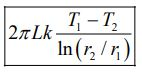 2πLk (T₁ − T₂) / ln(r₂/r₁)